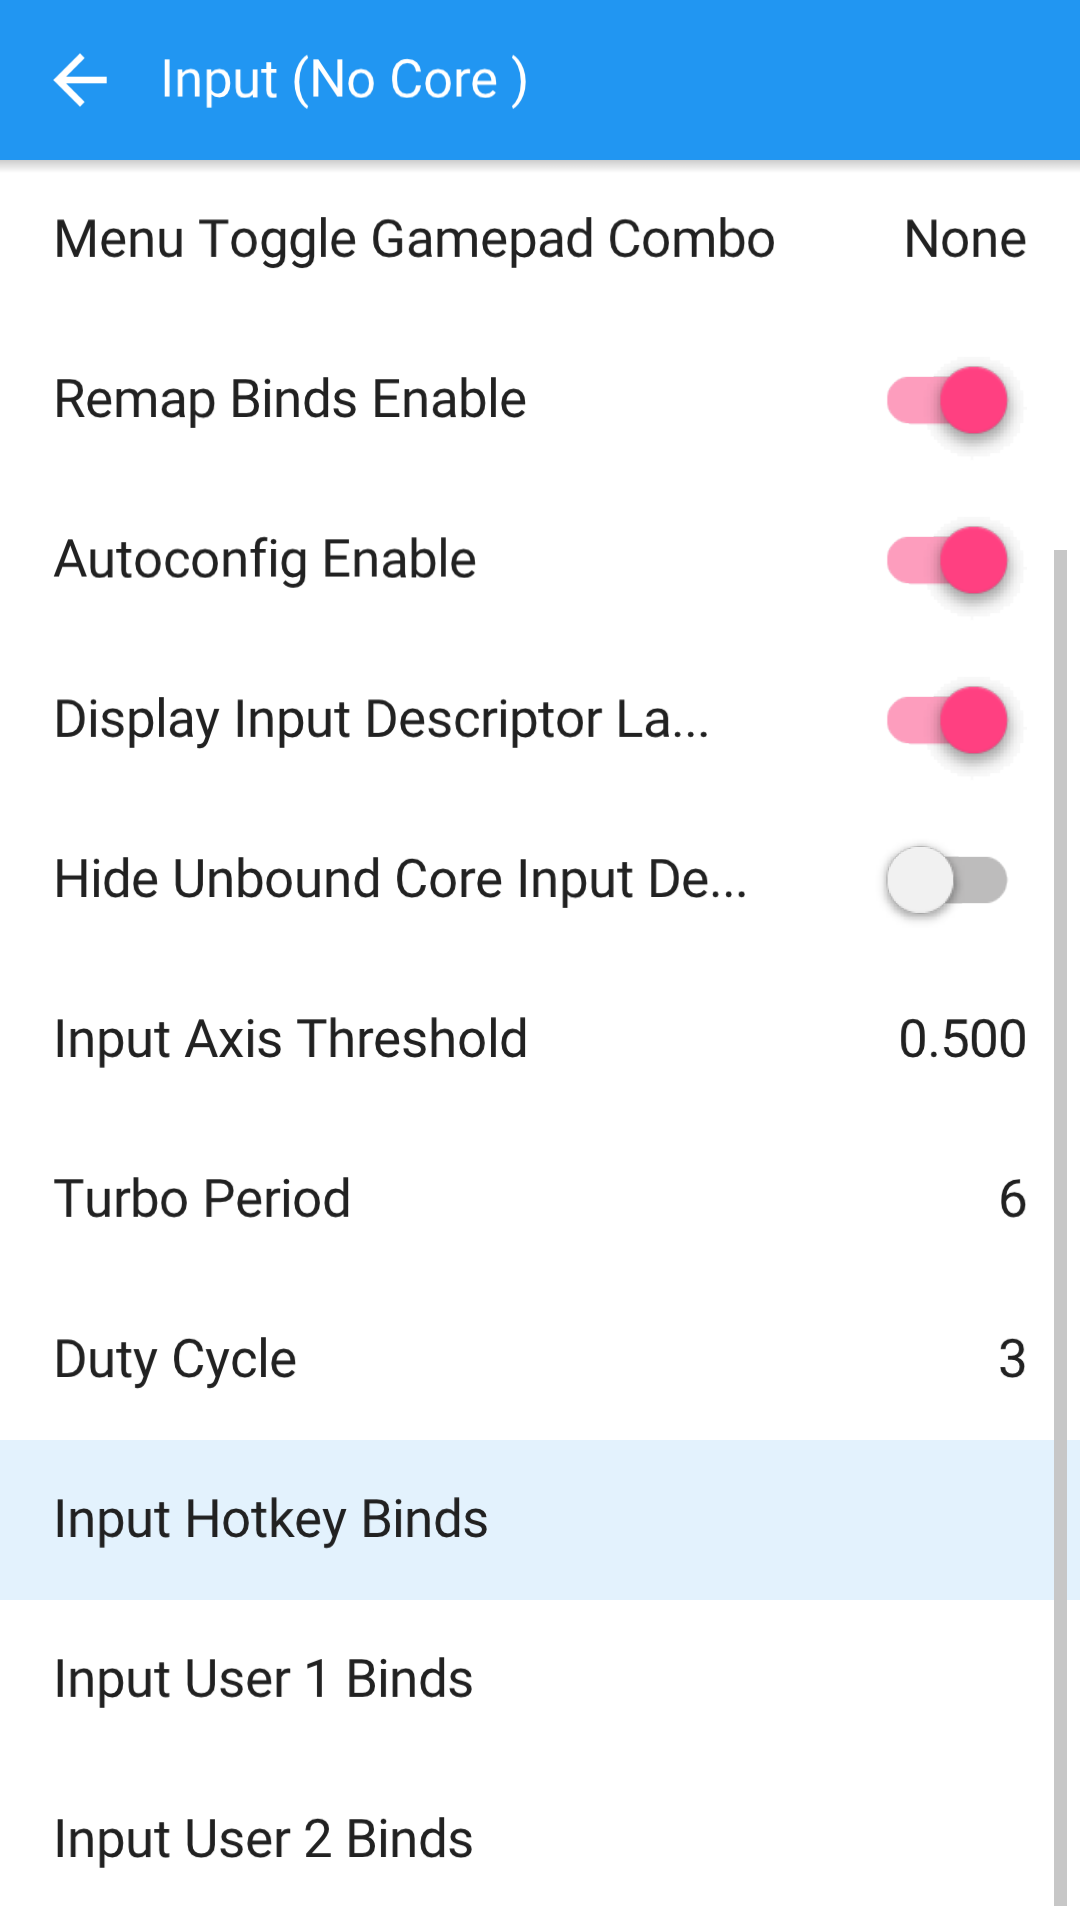 Input (No Core )
Menu Toggle Gamepad Combo None
Remap Binds Enable
Autoconfig Enable
Display Input Descriptor La...
Hide Unbound Core Input De...
Input Axis Threshold 0.500
Turbo Period 6
Duty Cycle 3
Input Hotkey Binds
Input User 1 Binds
Input User 2 Binds